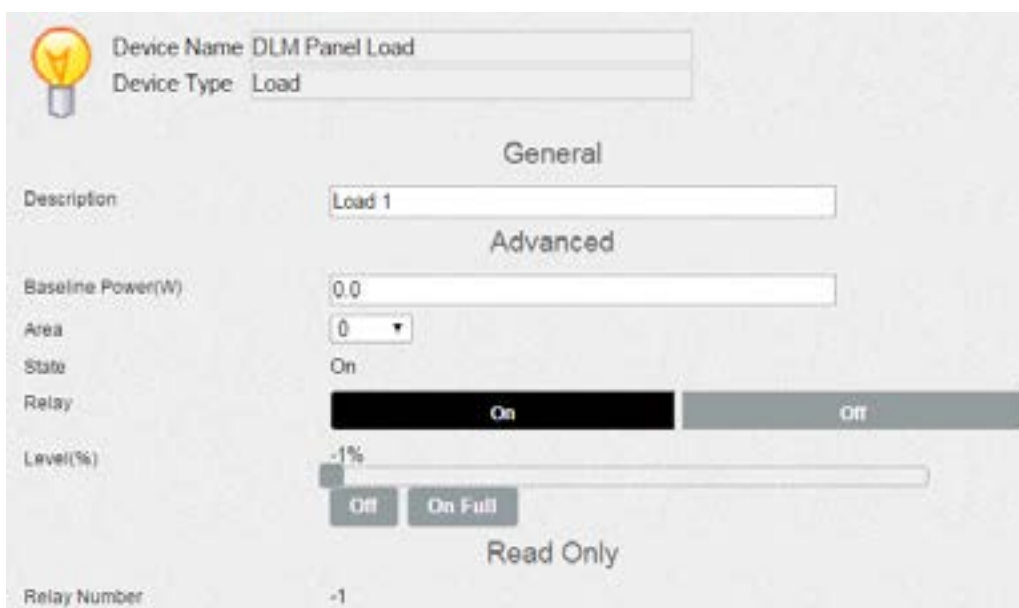 Device Name DLM Panel Load
Device Type Load
General
Description Load 1
Advanced
Baseline Power(W) 0.0
Area 0
State On
Relay On Off
Level(%) -1%
Off On Full
Read Only
Relay Number -1